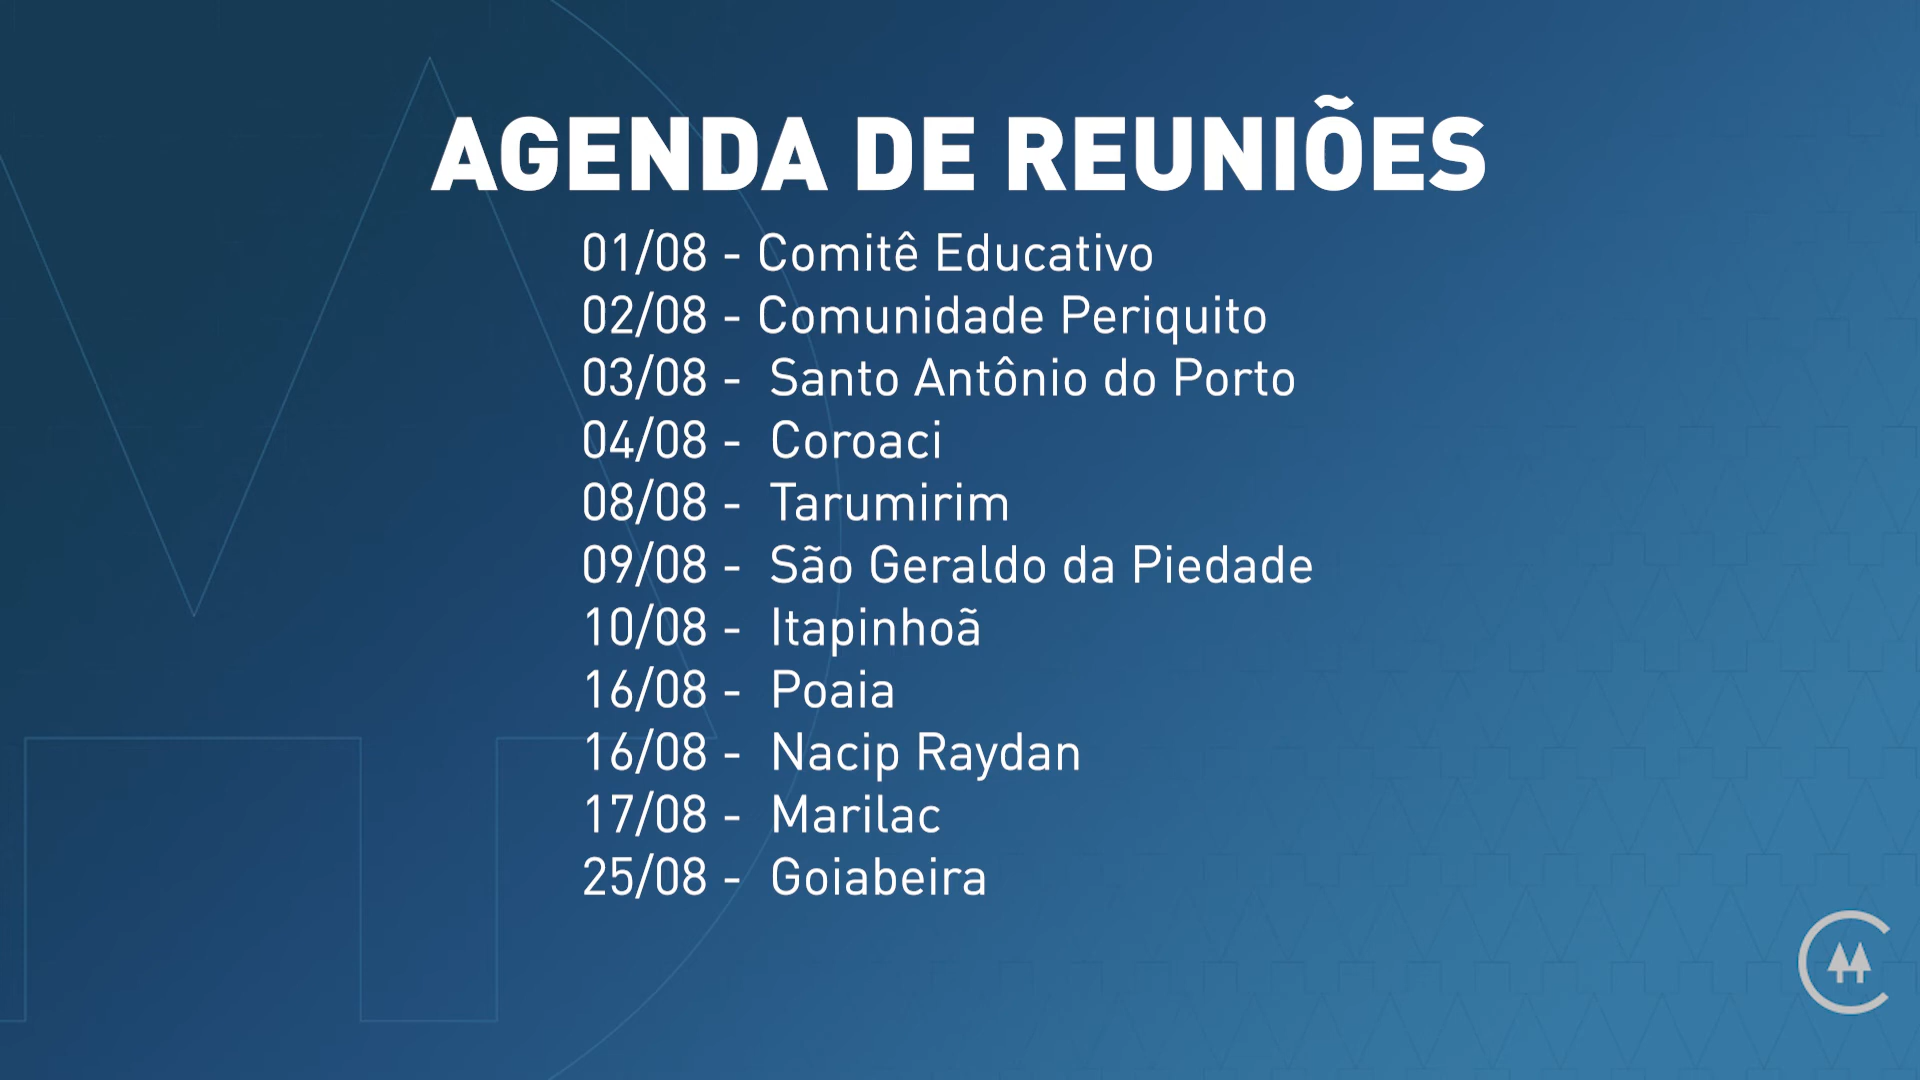 AGENDA DE REUNIÕES
01/08 - Comitê Educativo
02/08 - Comunidade Periquito
03/08 - Santo Antônio do Porto
04/08 - Coroaci
08/08 - Tarumirim
09/08 - São Geraldo da Piedade
10/08 - Itapinhoã
16/08 - Poaia
16/08 - Nacip Raydan
17/08 - Marilac
25/08 - Goiabeira